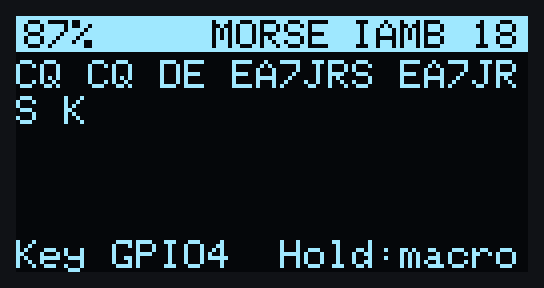 87% MORSE IAMB 18
CQ CQ DE EA7JRS EA7JR
S K
Key GPIO4 Hold:macro